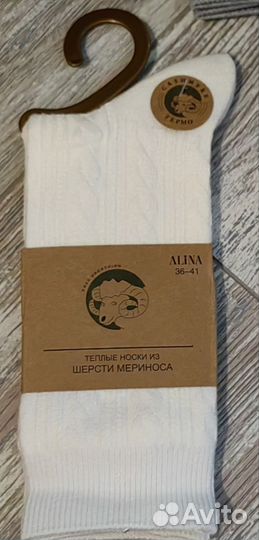 CASHMERE
ТЕРМО
ALINA
36-41
ТЕПЛЫЕ НОСКИ ИЗ
ШЕРСТИ МЕРИНОСА
Avito